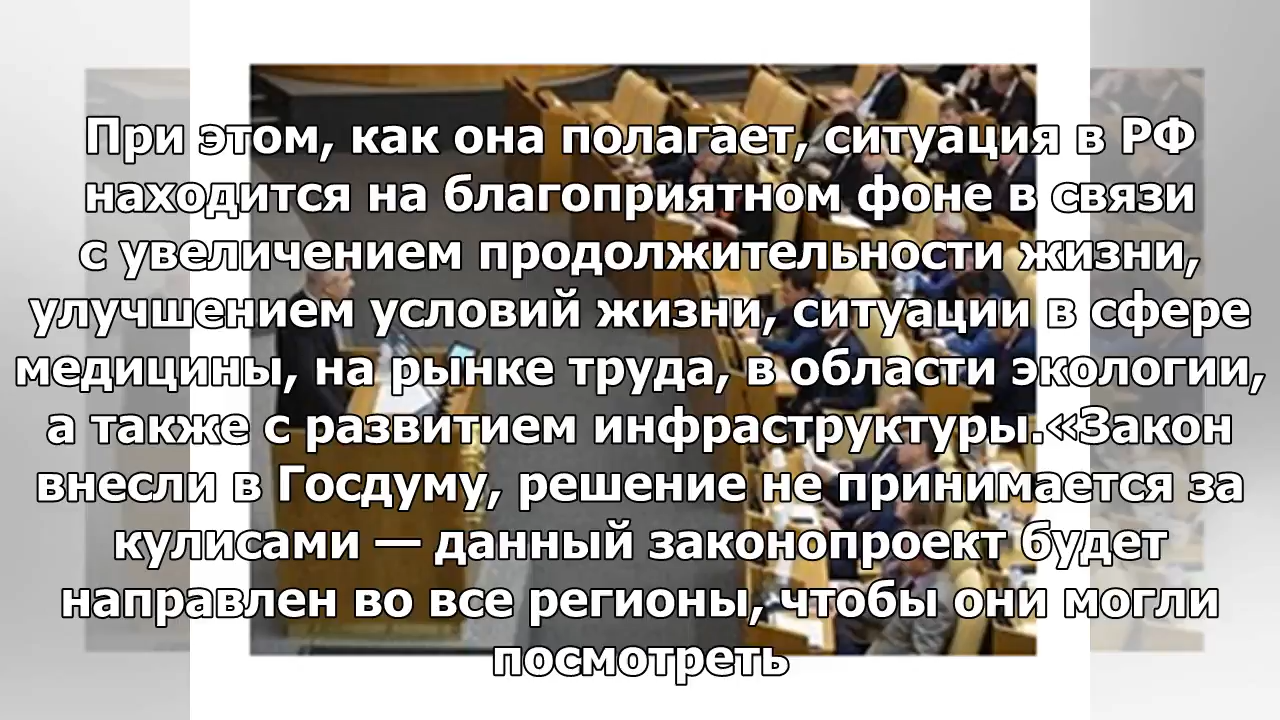 При этом, как она полагает, ситуация в РФ
находится на благоприятном фоне в связи
с увеличением продолжительности жизни,
улучшением условий жизни, ситуации в сфере
медицины, на рынке труда, в области экологии,
а также с развитием инфраструктуры.«Закон
внесли в Госдуму, решение не принимается за
кулисами — данный законопроект будет
направлен во все регионы, чтобы они могли
посмотреть